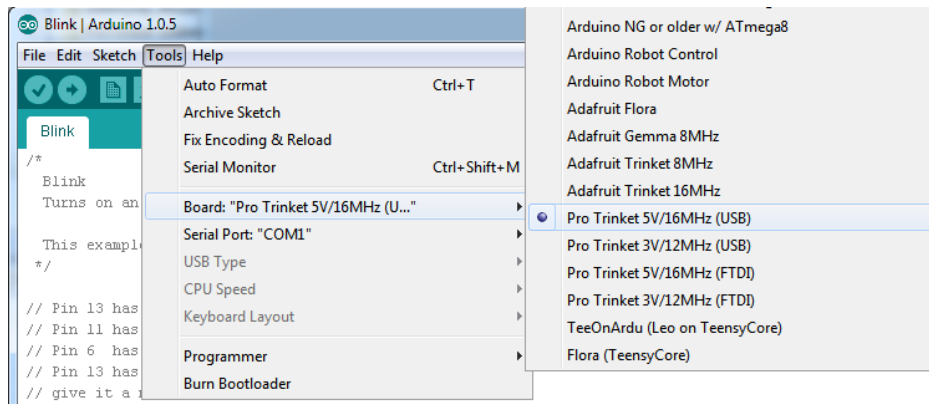 Blink | Arduino 1.0.5
File Edit Sketch Tools Help
Blink
/*
Blink
Turns on an
This exampl
*/
// Pin 13 has
// Pin 11 has
// Pin 6 has
// Pin 13 has
// give it a
Auto Format Ctrl+T
Archive Sketch
Fix Encoding & Reload
Serial Monitor Ctrl+Shift+M
Board: "Pro Trinket 5V/16MHz (U..."
Serial Port: "COM1"
USB Type
CPU Speed
Keyboard Layout
Programmer
Burn Bootloader
Arduino NG or older w/ ATmega8
Arduino Robot Control
Arduino Robot Motor
Adafruit Flora
Adafruit Gemma 8MHz
Adafruit Trinket 8MHz
Adafruit Trinket 16MHz
Pro Trinket 5V/16MHz (USB)
Pro Trinket 3V/12MHz (USB)
Pro Trinket 5V/16MHz (FTDI)
Pro Trinket 3V/12MHz (FTDI)
TeeOnArdu (Leo on TeensyCore)
Flora (TeensyCore)